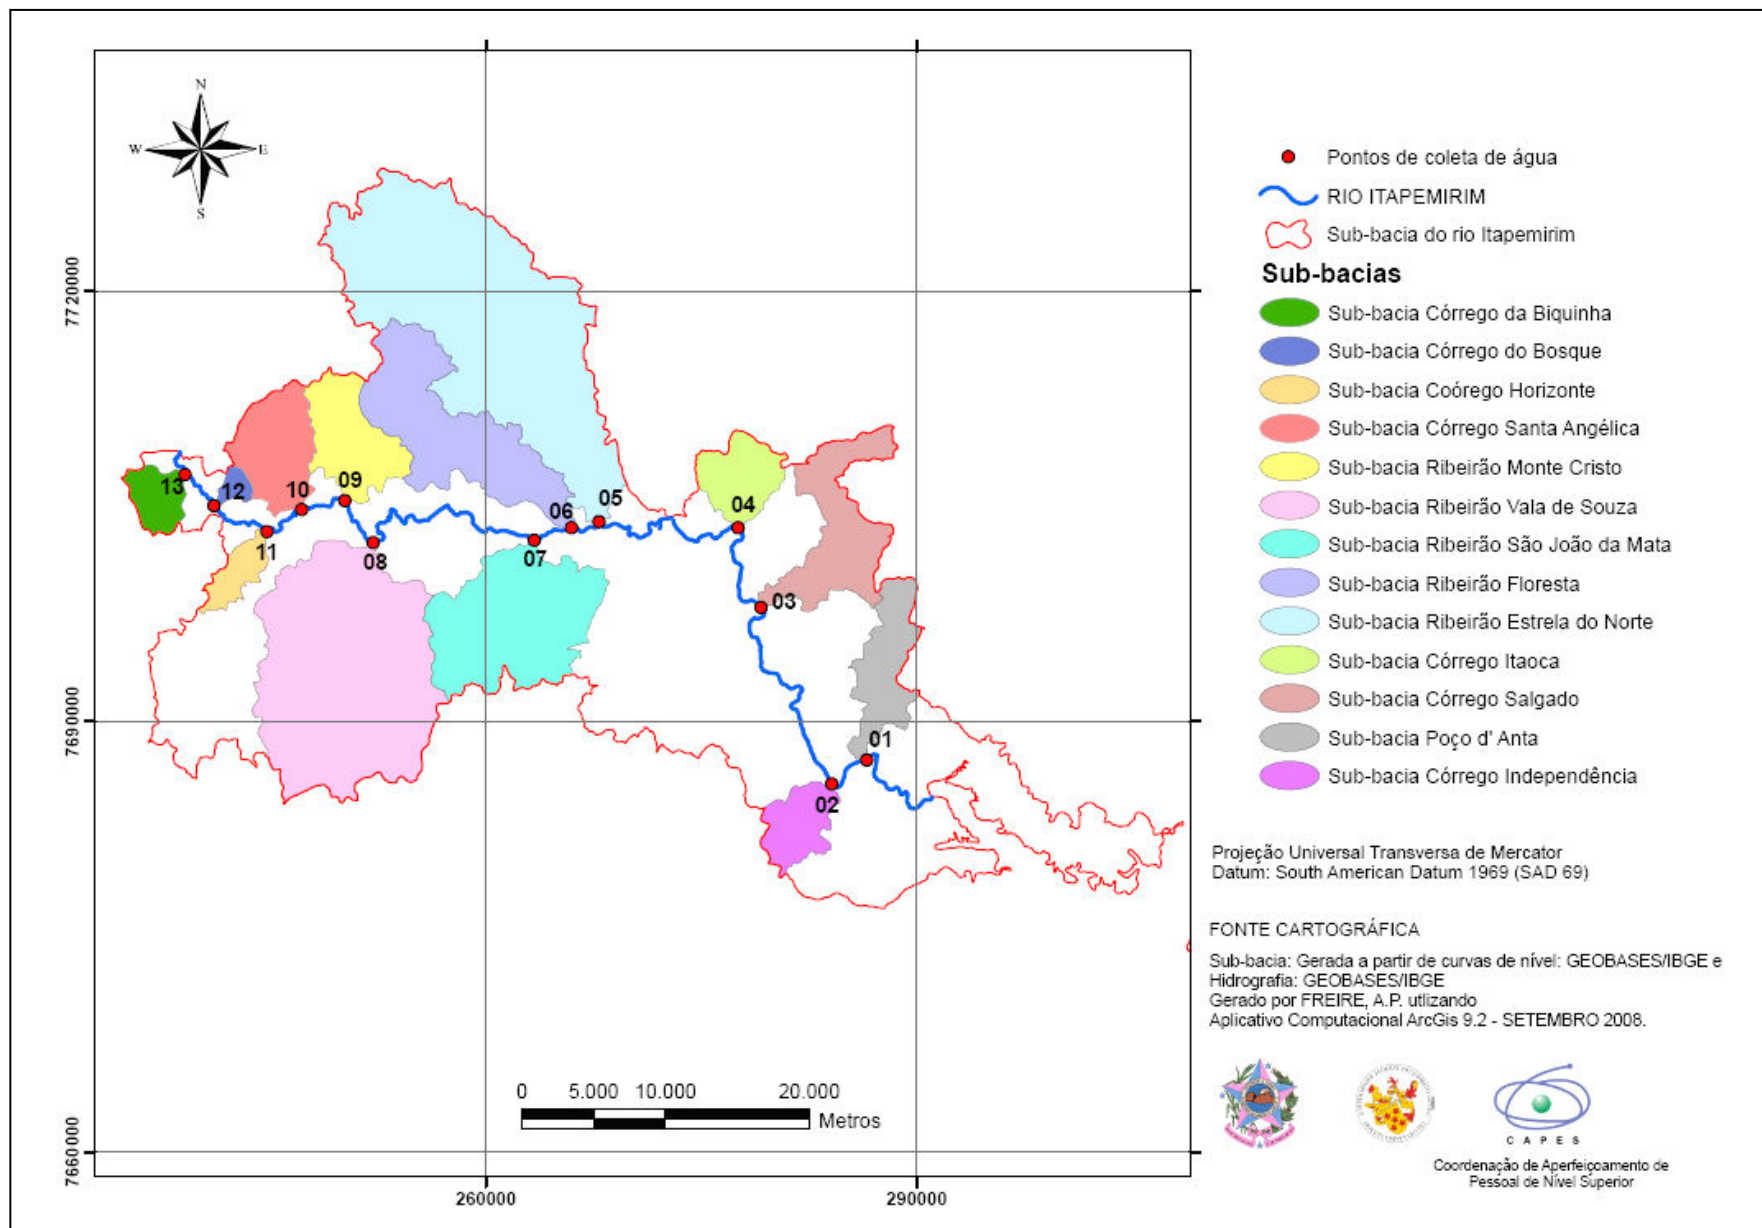 N
W
E
S
7720000
7690000
7660000
260000
290000
13
12
11
10
09
08
07
06
05
04
03
02
01
0 5.000 10.000 20.000
Metros
Pontos de coleta de água
RIO ITAPEMIRIM
Sub-bacia do rio Itapemirim
Sub-bacias
Sub-bacia Córrego da Biquinha
Sub-bacia Córrego do Bosque
Sub-bacia Coórego Horizonte
Sub-bacia Córrego Santa Angélica
Sub-bacia Ribeirão Monte Cristo
Sub-bacia Ribeirão Vala de Souza
Sub-bacia Ribeirão São João da Mata
Sub-bacia Ribeirão Floresta
Sub-bacia Ribeirão Estrela do Norte
Sub-bacia Córrego Itaoca
Sub-bacia Córrego Salgado
Sub-bacia Poço d' Anta
Sub-bacia Córrego Independência
Projeção Universal Transversa de Mercator
Datum: South American Datum 1969 (SAD 69)
FONTE CARTOGRÁFICA
Sub-bacia: Gerada a partir de curvas de nível: GEOBASES/IBGE e
Hidrografia: GEOBASES/IBGE
Gerado por FREIRE, A.P. utlizando
Aplicativo Computacional ArcGis 9.2 - SETEMBRO 2008.
C A P E S
Coordenação de Aperfeiçoamento de
Pessoal de Nível Superior